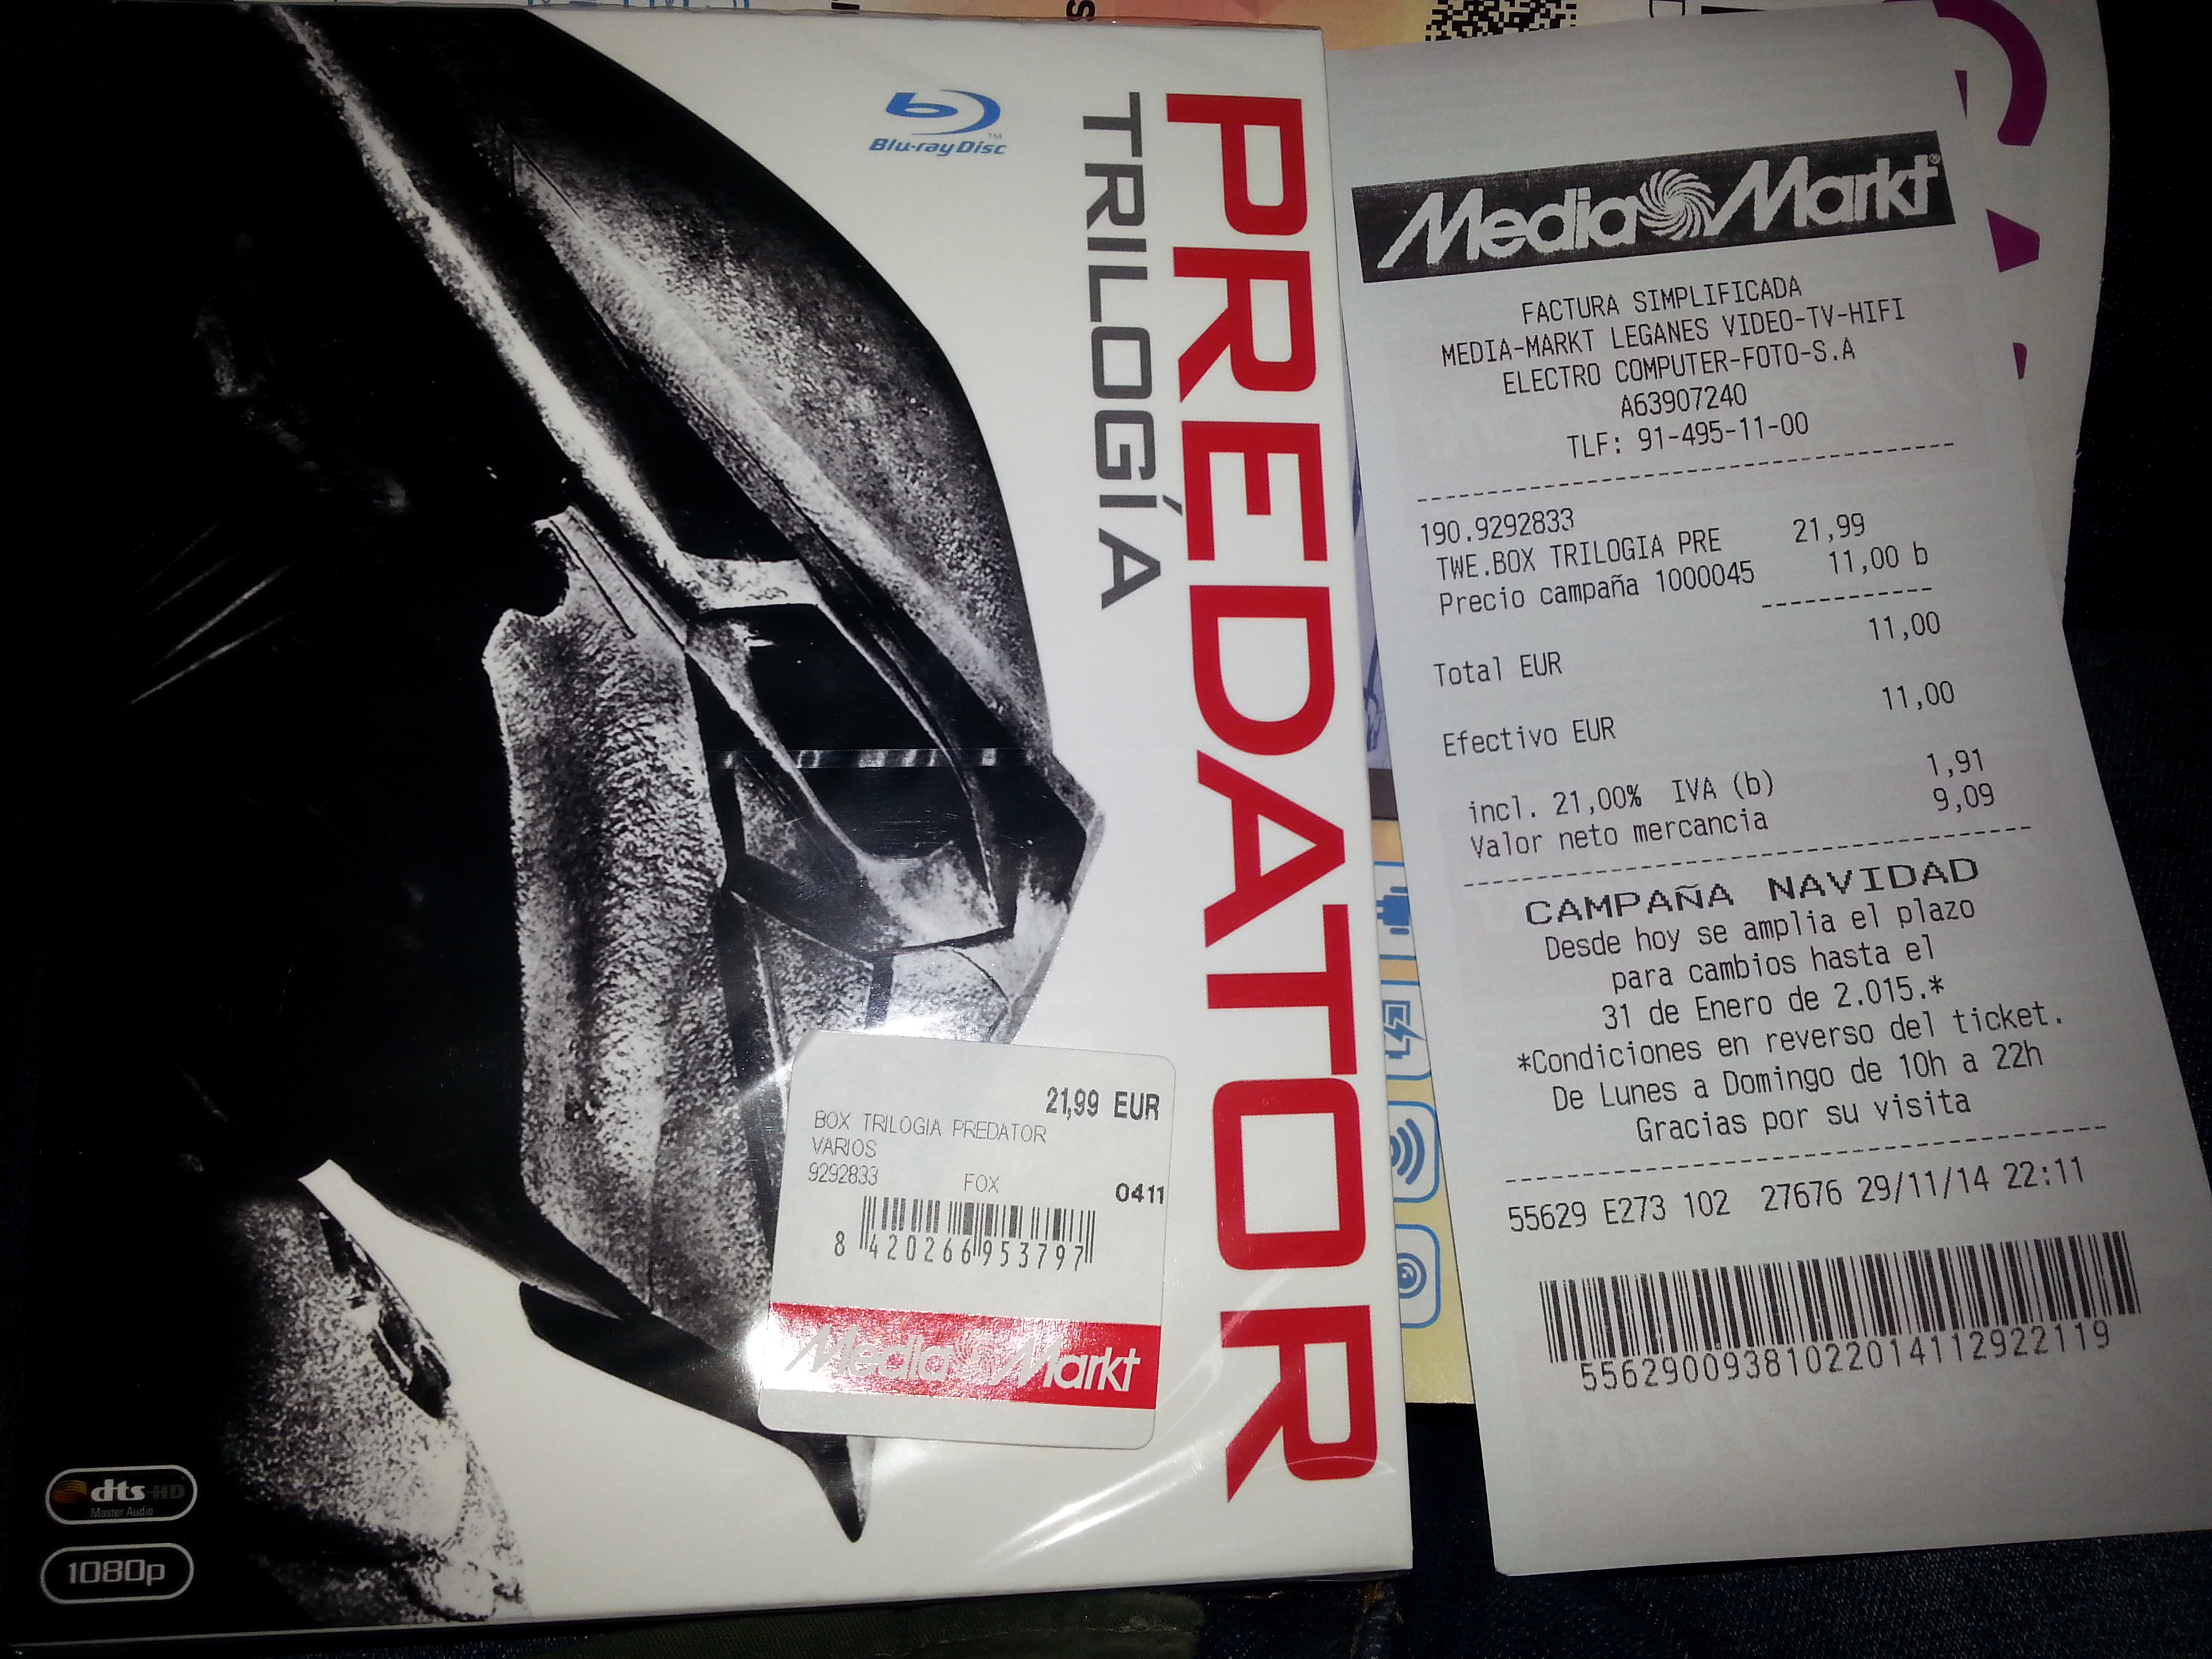 Blu-ray Disc
TM
PREDATOR
TRILOGÍA
21,99 EUR
BOX TRILOGIA PREDATOR
VARIOS
9292833 FOX 0411
8 420266 953797
Media Markt
dts-HD
Master Audio
1080p
Media Markt®
FACTURA SIMPLIFICADA
MEDIA-MARKT LEGANES VIDEO-TV-HIFI
ELECTRO COMPUTER-FOTO-S.A
A63907240
TLF: 91-495-11-00
190.9292833
TWE.BOX TRILOGIA PRE 21,99
Precio campaña 1000045 11,00 b
11,00
Total EUR
11,00
Efectivo EUR
incl. 21,00% IVA (b) 1,91
Valor neto mercancia 9,09
CAMPAÑA NAVIDAD
Desde hoy se amplia el plazo
para cambios hasta el
31 de Enero de 2.015.*
*Condiciones en reverso del ticket.
De Lunes a Domingo de 10h a 22h
Gracias por su visita
55629 E273 102 27676 29/11/14 22:11
55629009381022014112922119